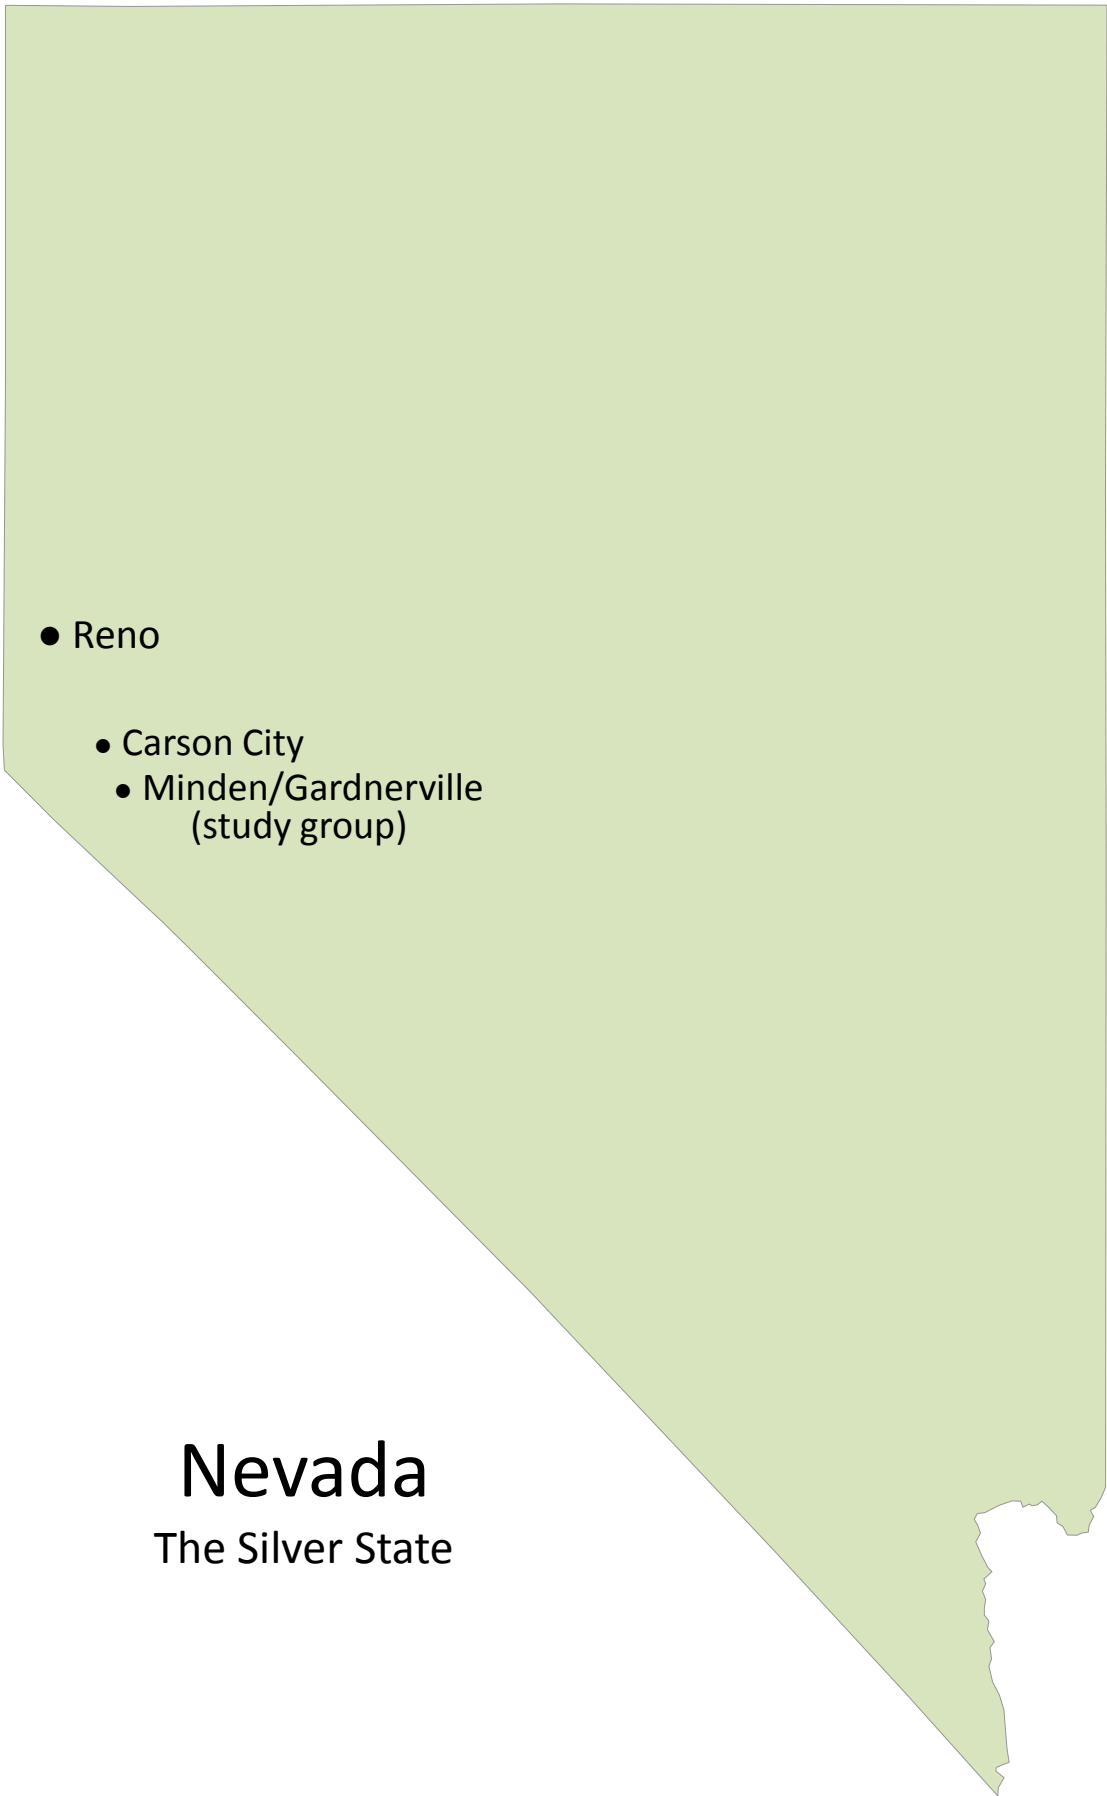 Reno
Carson City
Minden/Gardnerville
(study group)
Nevada
The Silver State